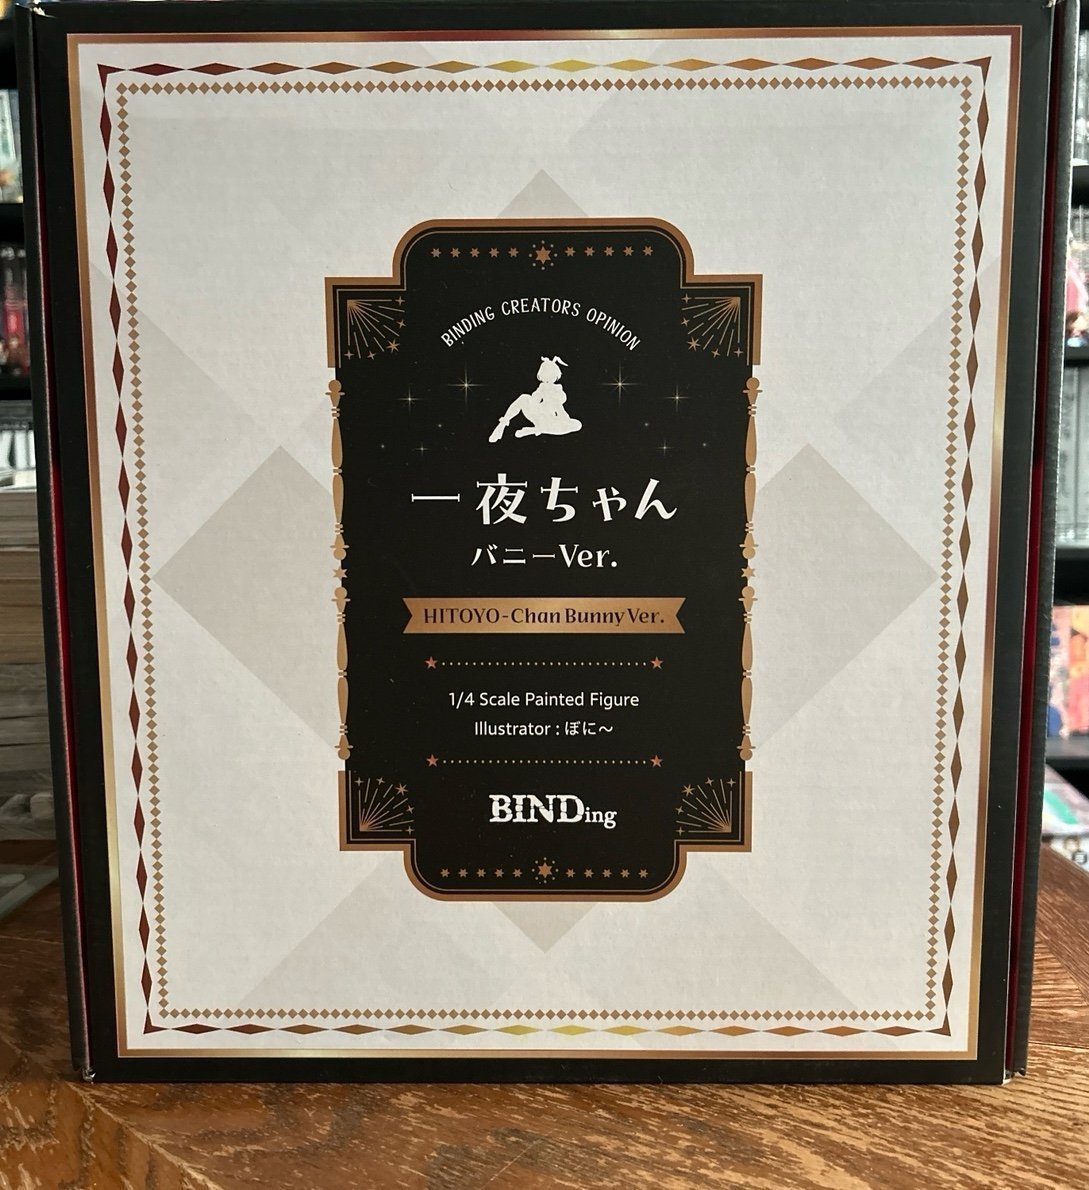 BINDING CREATORS OPINION
一夜ちゃん
バニーVer.
HITOYO-Chan Bunny Ver.
1/4 Scale Painted Figure
Illustrator : ぼに〜
BINDing